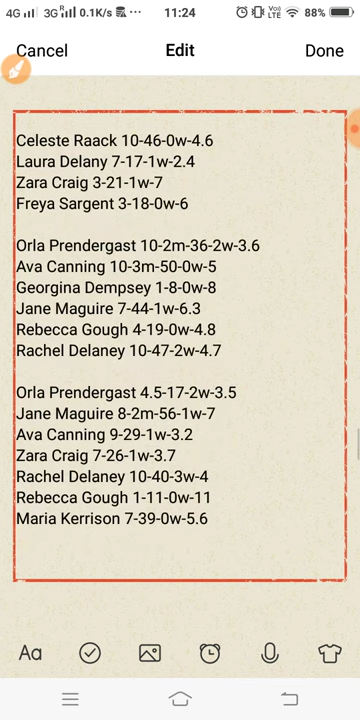 4G 3G R 0.1K/s ... 11:24 Vo) LTE 88%
Cancel Edit Done
Celeste Raack 10-46-0w-4.6
Laura Delany 7-17-1w-2.4
Zara Craig 3-21-1w-7
Freya Sargent 3-18-0w-6
Orla Prendergast 10-2m-36-2w-3.6
Ava Canning 10-3m-50-0w-5
Georgina Dempsey 1-8-0w-8
Jane Maguire 7-44-1w-6.3
Rebecca Gough 4-19-0w-4.8
Rachel Delaney 10-47-2w-4.7
Orla Prendergast 4.5-17-2w-3.5
Jane Maguire 8-2m-56-1w-7
Ava Canning 9-29-1w-3.2
Zara Craig 7-26-1w-3.7
Rachel Delaney 10-40-3w-4
Rebecca Gough 1-11-0w-11
Maria Kerrison 7-39-0w-5.6
Aa